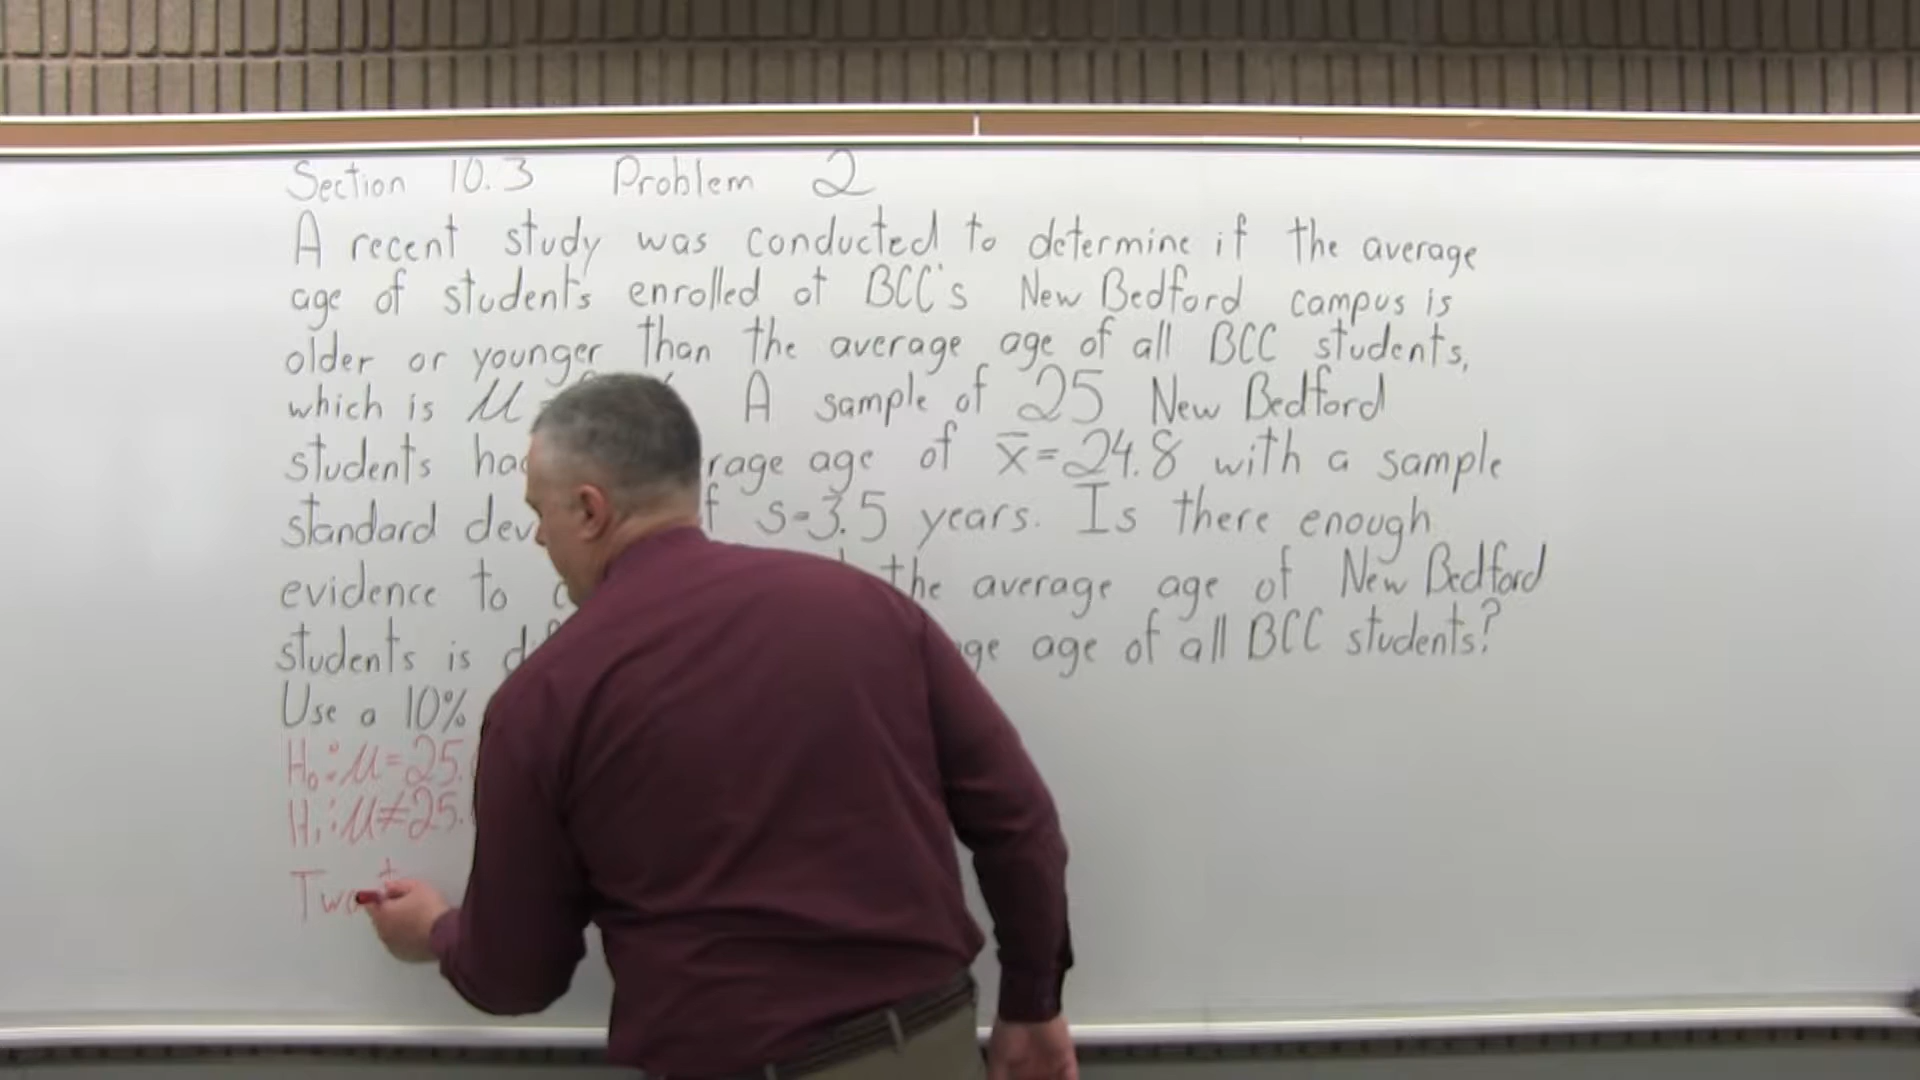 Section 10.3 Problem 2
A recent study was conducted to determine if the average
age of students enrolled at BCC's New Bedford campus is
older or younger than the average age of all BCC students,
which is μ A sample of 25 New Bedford
students rage age of x̄=24.8 with a sample
standard s=3.5 years. Is there enough
evidence to the average age of New Bedford
students is age of all BCC students?
Use a 10%
H₀:μ=25.
H₁:μ≠25.